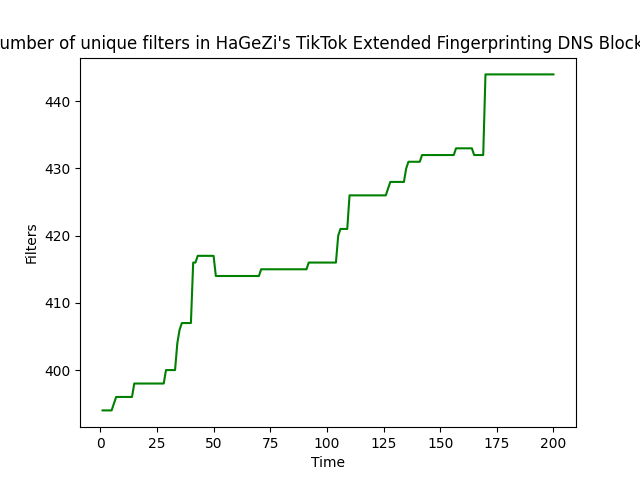 umber of unique filters in HaGeZi's TikTok Extended Fingerprinting DNS Block
440
430
420
410
400
Filters
0 25 50 75 100 125 150 175 200
Time